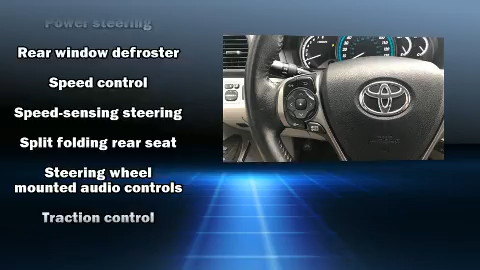 Power steering
Rear window defroster
Speed control
Speed-sensing steering
Split folding rear seat
Steering wheel
mounted audio controls
Traction control